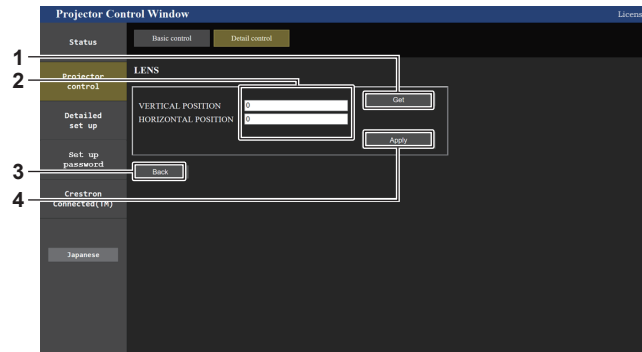 Projector Control Window
Licens
Status
Basic control
Detail control
1
2
LENS
Projector
control
VERTICAL POSITION
0
Get
HORIZONTAL POSITION
0
Detailed
set up
Apply
Set up
password
3
Back
4
Crestron
Connected(TM)
Japanese